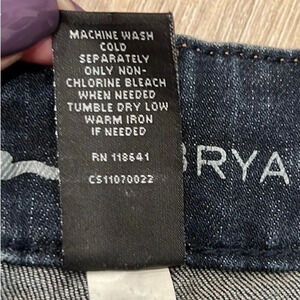 MACHINE WASH
COLD
SEPARATELY
ONLY NON-
CHLORINE BLEACH
WHEN NEEDED
TUMBLE DRY LOW
WARM IRON
IF NEEDED
RN 118641
CS11070022
BRYA